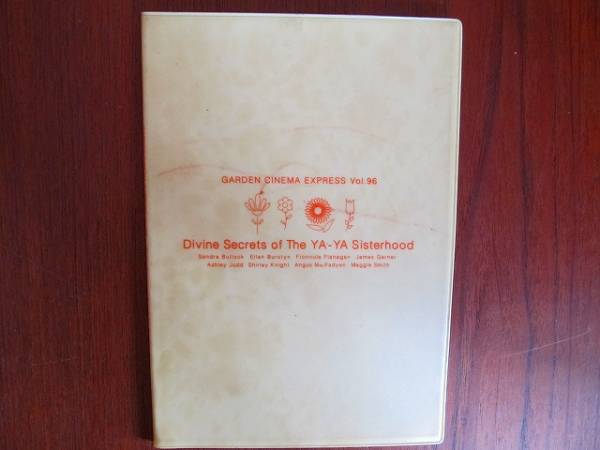 GARDEN CINEMA EXPRESS Vol.96
Divine Secrets of The YA-YA Sisterhood
Sandra Bullock Ellen Burstyn Fionnula Flanagan James Garner
Ashley Judd Shirley Knight Angus MacFadyen Maggie Smith